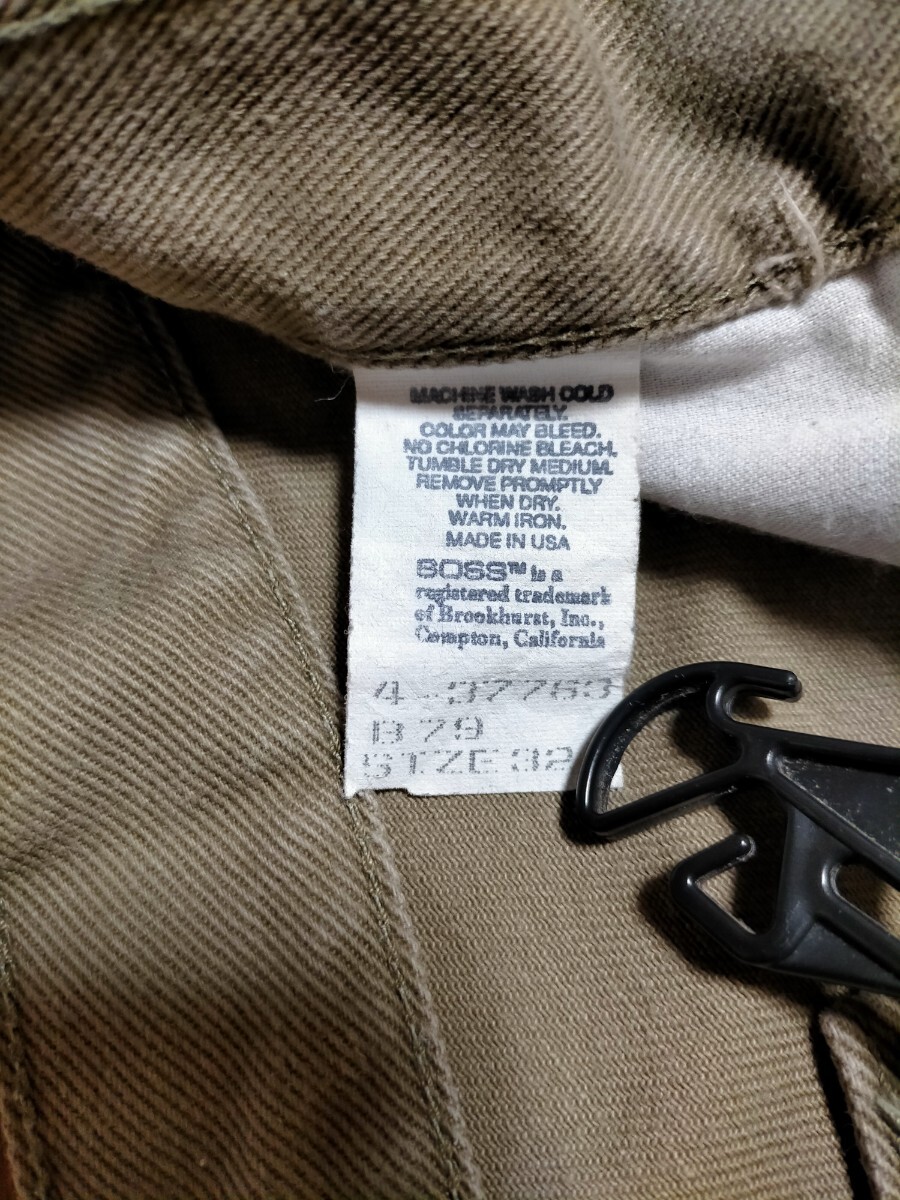 MACHINE WASH COLD
SEPARATELY.
COLOR MAY BLEED.
NO CHLORINE BLEACH.
TUMBLE DRY MEDIUM.
REMOVE PROMPTLY
WHEN DRY.
WARM IRON.
MADE IN USA
BOSS™ is a
registered trademark
of Brookhurst, Inc.,
Compton, California
4-37763
B79
SIZE 32